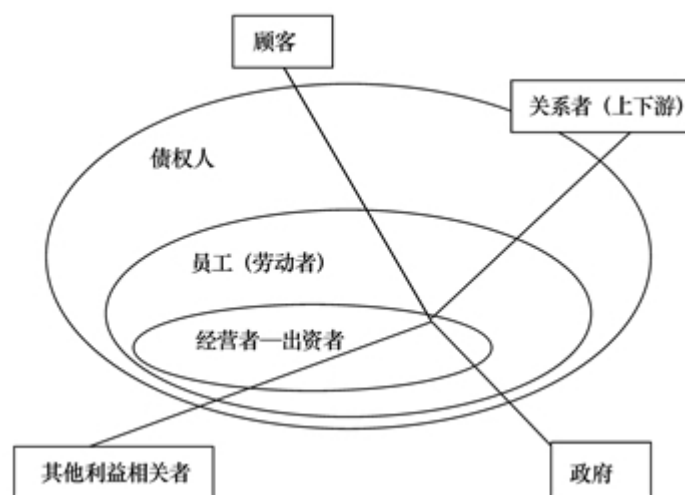 顾客
关系者（上下游）
债权人
员工（劳动者）
经营者—出资者
其他利益相关者
政府